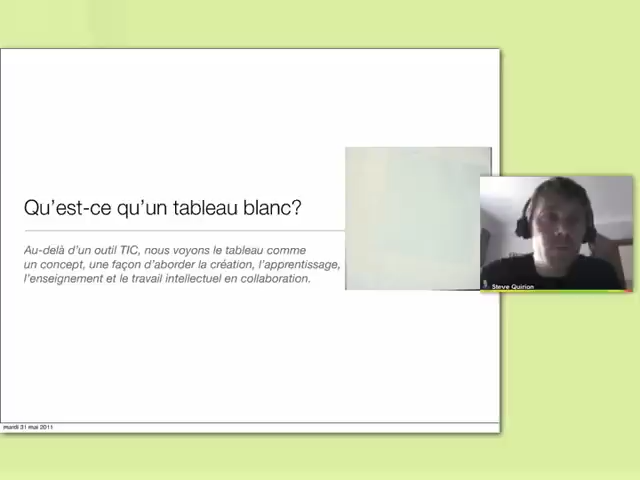 Qu'est-ce qu'un tableau blanc?
Au-delà d'un outil TIC, nous voyons le tableau comme
un concept, une façon d'aborder la création, l'apprentissage,
l'enseignement et le travail intellectuel en collaboration.
Steve Quirion
mardi 31 mai 2011